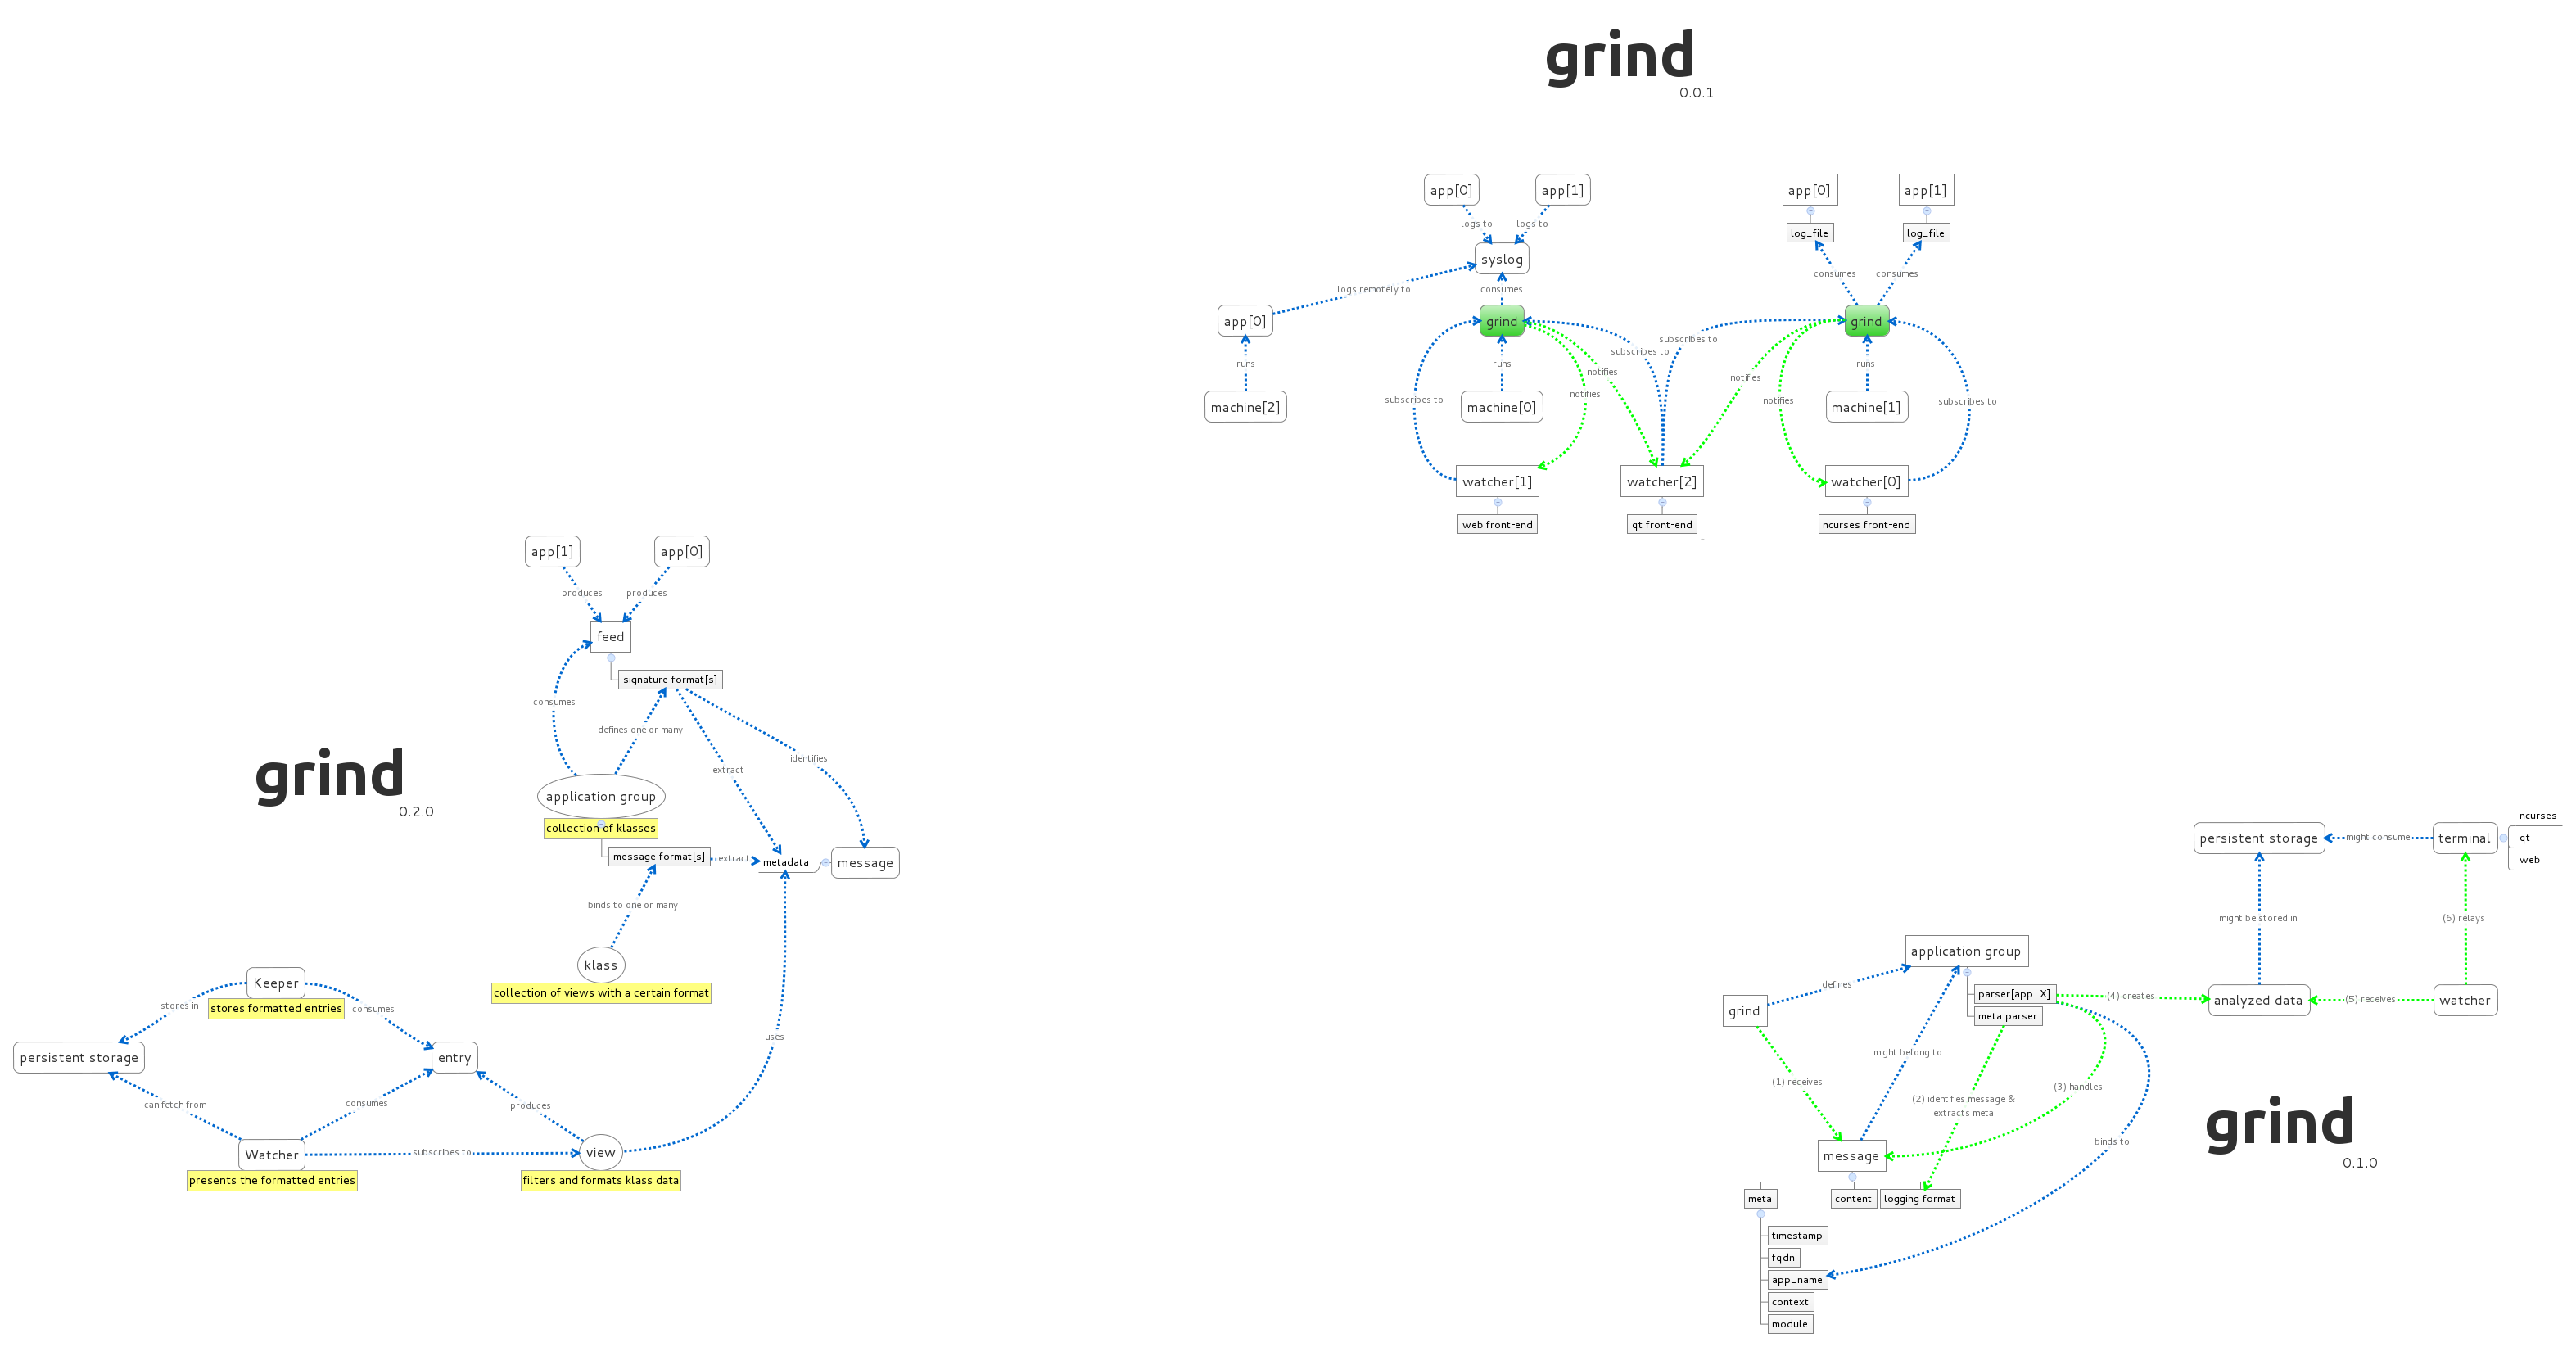 grind
0.0.1
app[0]
app[1]
app[0]
app[1]
logs to
logs to
log_file
log_file
syslog
consumes
consumes
logs remotely to
consumes
app[0]
grind
grind
subscribes to
subscribes to
runs
runs
runs
notifies
notifies
notifies
notifies
subscribes to
subscribes to
machine[2]
machine[0]
machine[1]
watcher[1]
watcher[2]
watcher[0]
web front-end
qt front-end
ncurses front-end
app[1]
app[0]
produces
produces
feed
signature format[s]
consumes
defines one or many
extract
identifies
grind
0.2.0
application group
collection of klasses
message format[s]
extract
metadata
message
binds to one or many
klass
collection of views with a certain format
Keeper
stores formatted entries
stores in
consumes
uses
persistent storage
entry
can fetch from
consumes
produces
Watcher
presents the formatted entries
subscribes to
view
filters and formats klass data
persistent storage
might consume
terminal
ncurses
qt
web
might be stored in
(6) relays
application group
defines
parser[app_X]
meta parser
(4) creates
analyzed data
(5) receives
watcher
grind
might belong to
(1) receives
(3) handles
(2) identifies message &
extracts meta
binds to
grind
0.1.0
message
meta
content
logging format
timestamp
fqdn
app_name
context
module